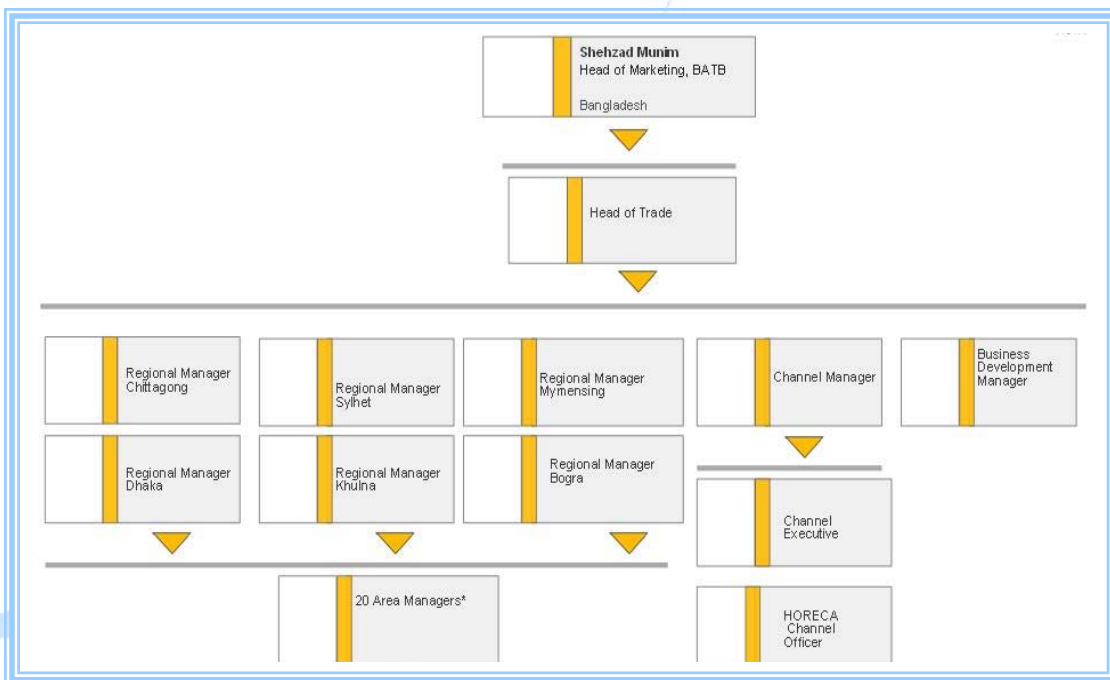 Shehzad Munim
Head of Marketing, BATB
Bangladesh
Head of Trade
Regional Manager
Chittagong
Regional Manager
Sylhet
Regional Manager
Mymensing
Channel Manager
Business
Development
Manager
Regional Manager
Dhaka
Regional Manager
Khulna
Regional Manager
Bogra
Channel
Executive
20 Area Managers*
HORECA
Channel
Officer